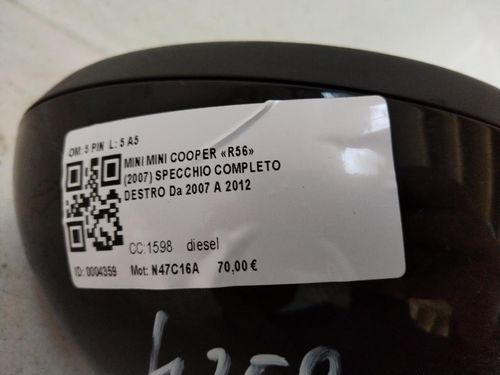 OM: 5 PIN L: 5 A5
MINI MINI COOPER «R56»
(2007) SPECCHIO COMPLETO
DESTRO Da 2007 A 2012
CC:1598 diesel
ID: 0004359 Mot: N47C16A 70,00 €
4359